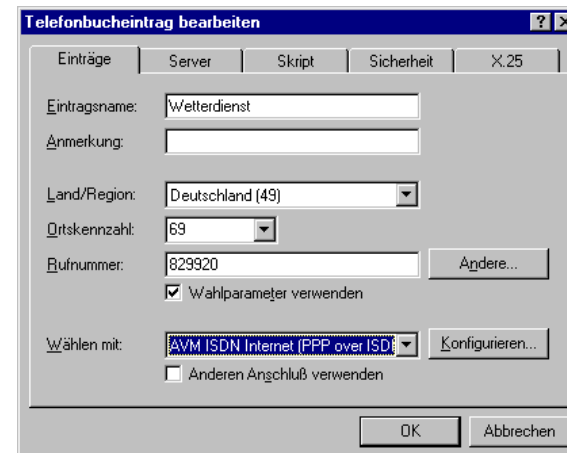 Telefonbucheintrag bearbeiten
Einträge Server Skript Sicherheit X.25
Eintragsname: Wetterdienst
Anmerkung:
Land/Region: Deutschland (49)
Ortskennzahl: 69
Rufnummer: 829920 Andere...
Wahlparameter verwenden
Wählen mit: AVM ISDN Internet (PPP over ISD Konfigurieren...
Anderen Anschluß verwenden
OK Abbrechen